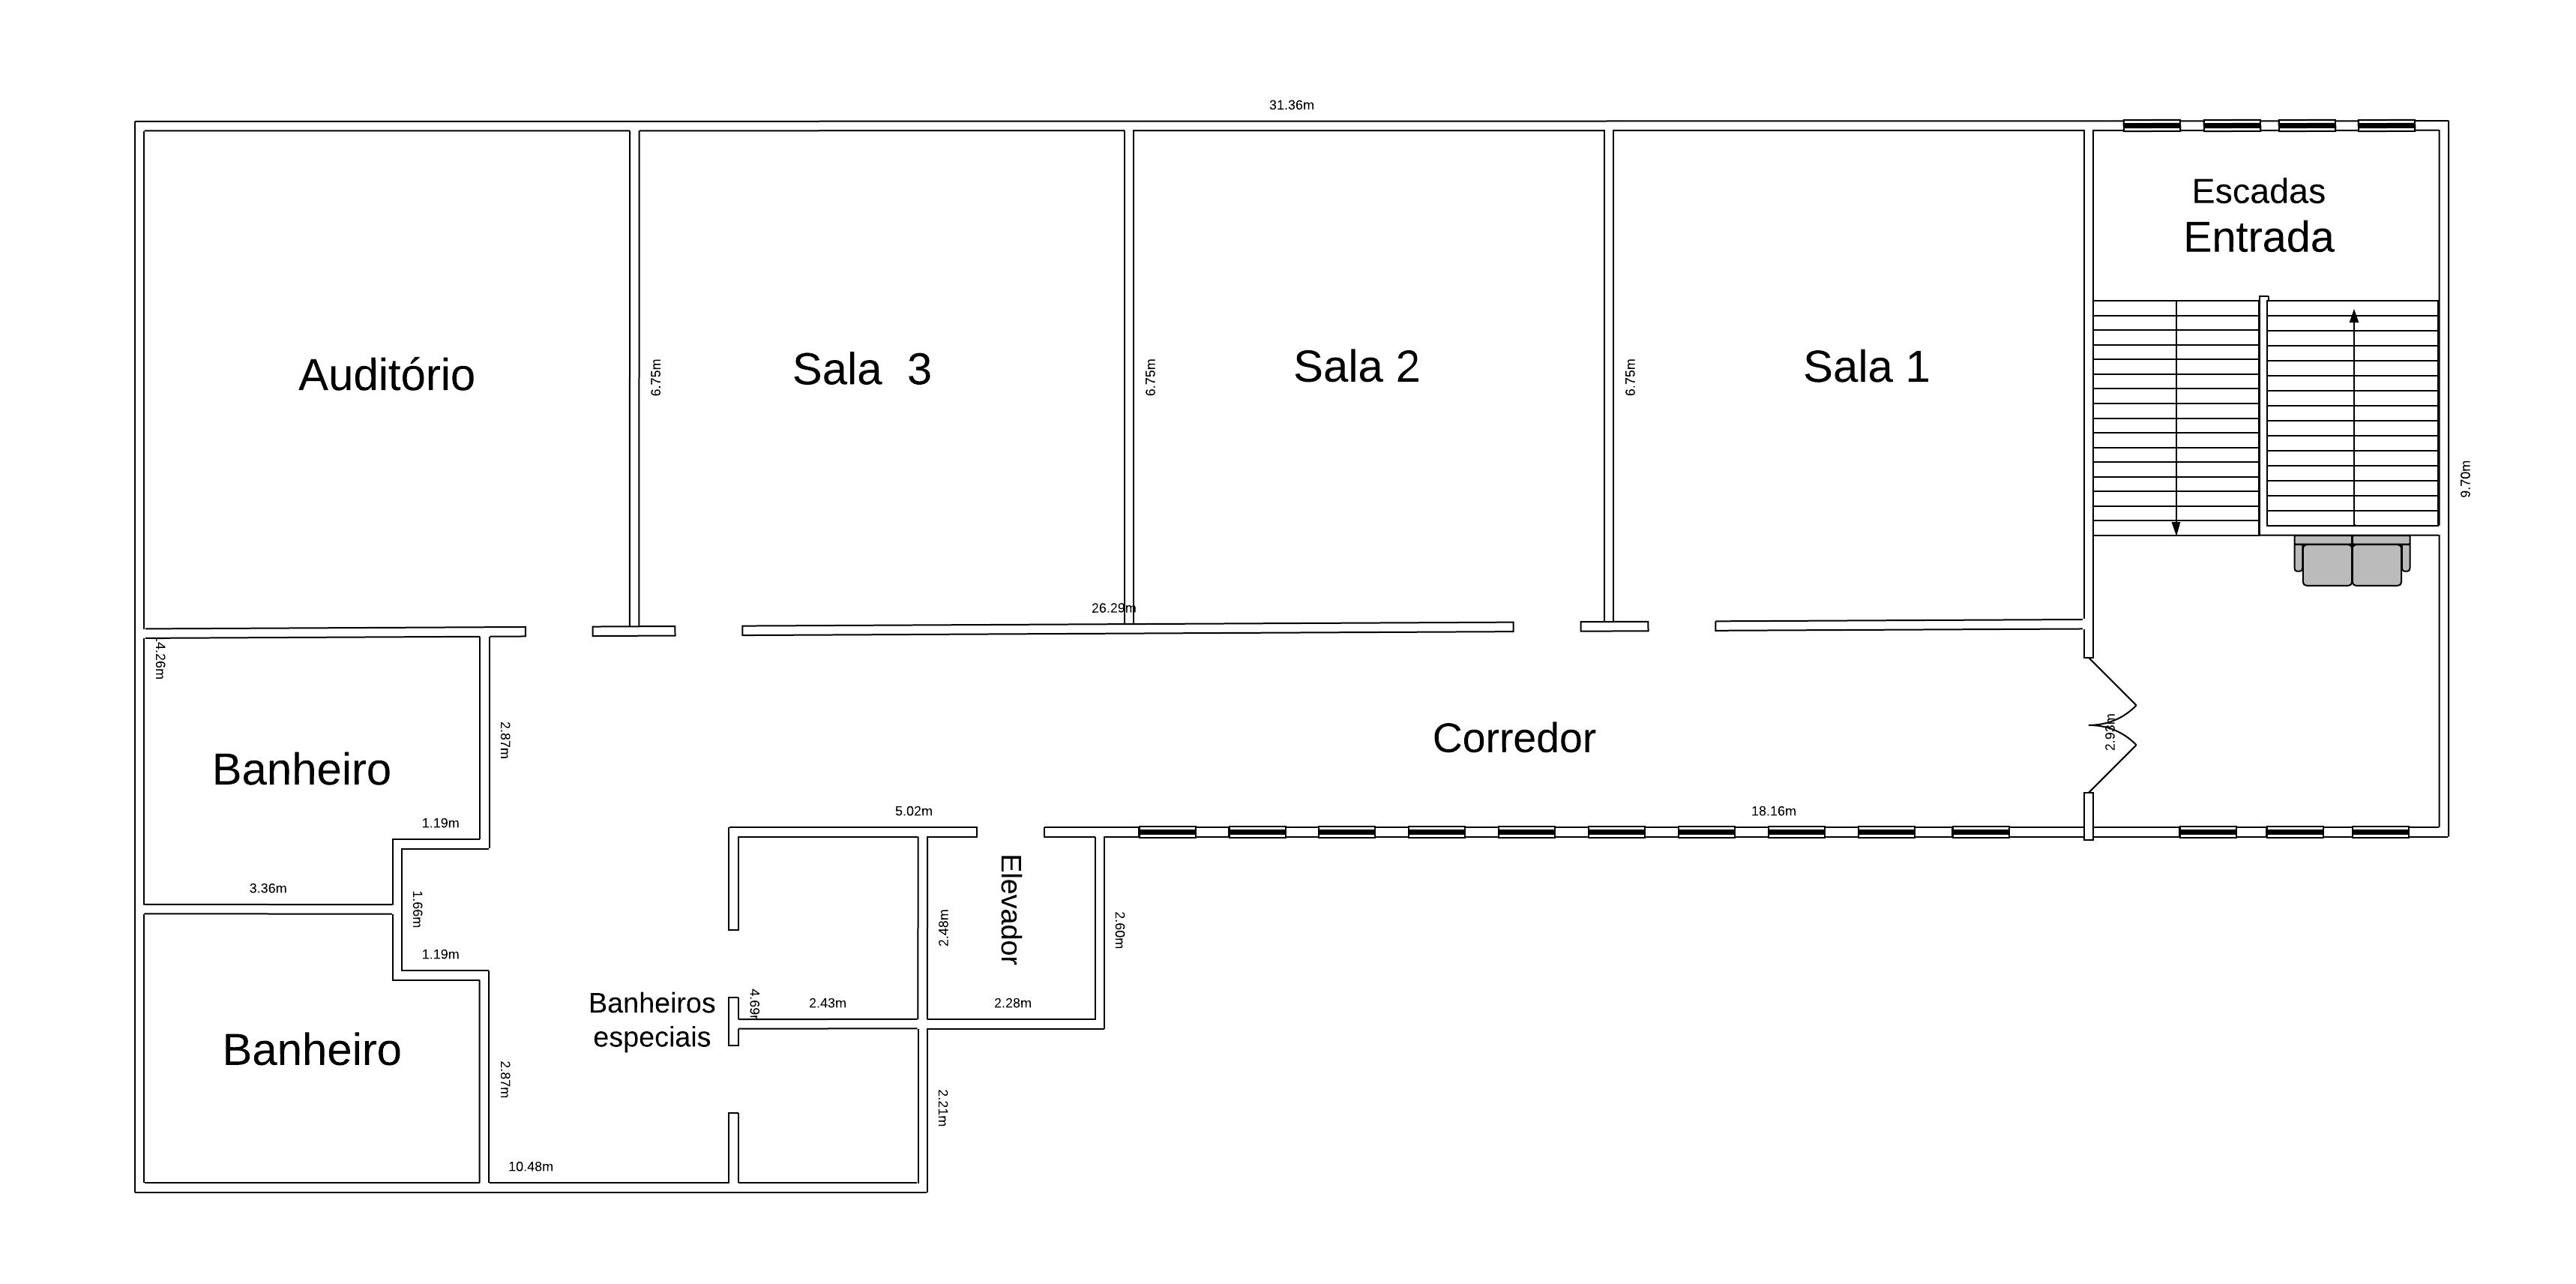 31.36m
Escadas
Entrada
Auditório
Sala  3
Sala 2
Sala 1
6.75m
6.75m
6.75m
9.70m
26.29m
4.26m
2.87m
Banheiro
Corredor
2.93m
1.19m
5.02m
18.16m
3.36m
1.66m
Elevador
2.48m
2.60m
1.19m
Banheiros
especiais
4.69m
2.43m
2.28m
Banheiro
2.87m
2.21m
10.48m